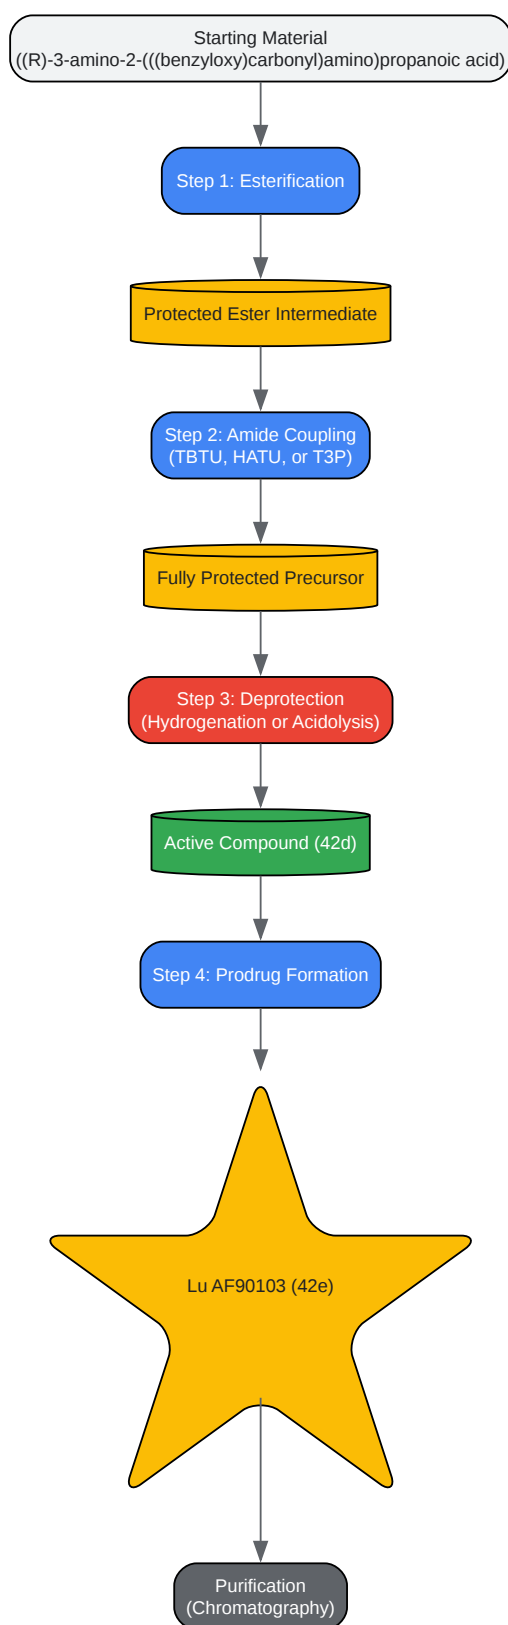 Starting Material
((R)-3-amino-2-(((benzyloxy)carbonyl)amino)propanoic acid)
Step 1: Esterification
Protected Ester Intermediate
Step 2: Amide Coupling
(TBTU, HATU, or T3P)
Fully Protected Precursor
Step 3: Deprotection
(Hydrogenation or Acidolysis)
Active Compound (42d)
Step 4: Prodrug Formation
Lu AF90103 (42e)
Purification
(Chromatography)